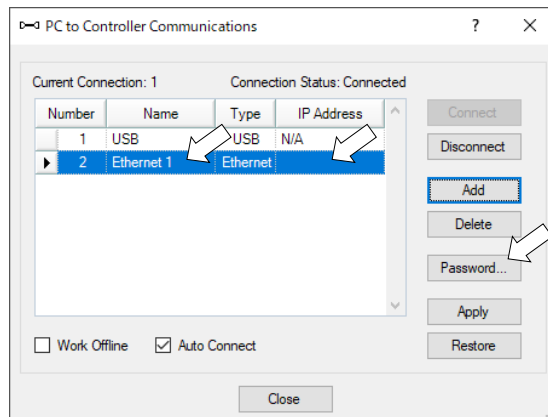 PC to Controller Communications ? ×
Current Connection: 1 Connection Status: Connected
Number Name Type IP Address
1 USB USB N/A
2 Ethernet 1 Ethernet
Connect
Disconnect
Add
Delete
Password...
Apply
Work Offline Auto Connect Restore
Close